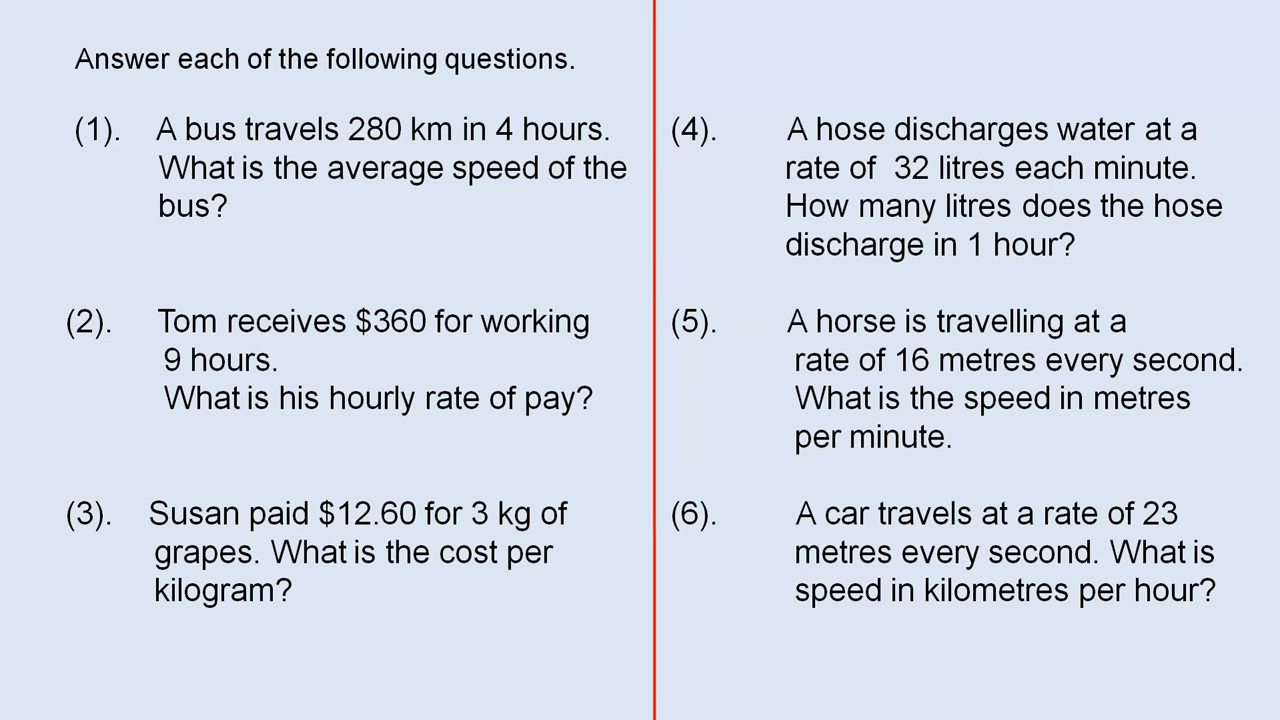 Answer each of the following questions.
(1). A bus travels 280 km in 4 hours.
What is the average speed of the
bus?
(2). Tom receives $360 for working
9 hours.
What is his hourly rate of pay?
(3). Susan paid $12.60 for 3 kg of
grapes. What is the cost per
kilogram?
(4). A hose discharges water at a
rate of 32 litres each minute.
How many litres does the hose
discharge in 1 hour?
(5). A horse is travelling at a
rate of 16 metres every second.
What is the speed in metres
per minute.
(6). A car travels at a rate of 23
metres every second. What is
speed in kilometres per hour?